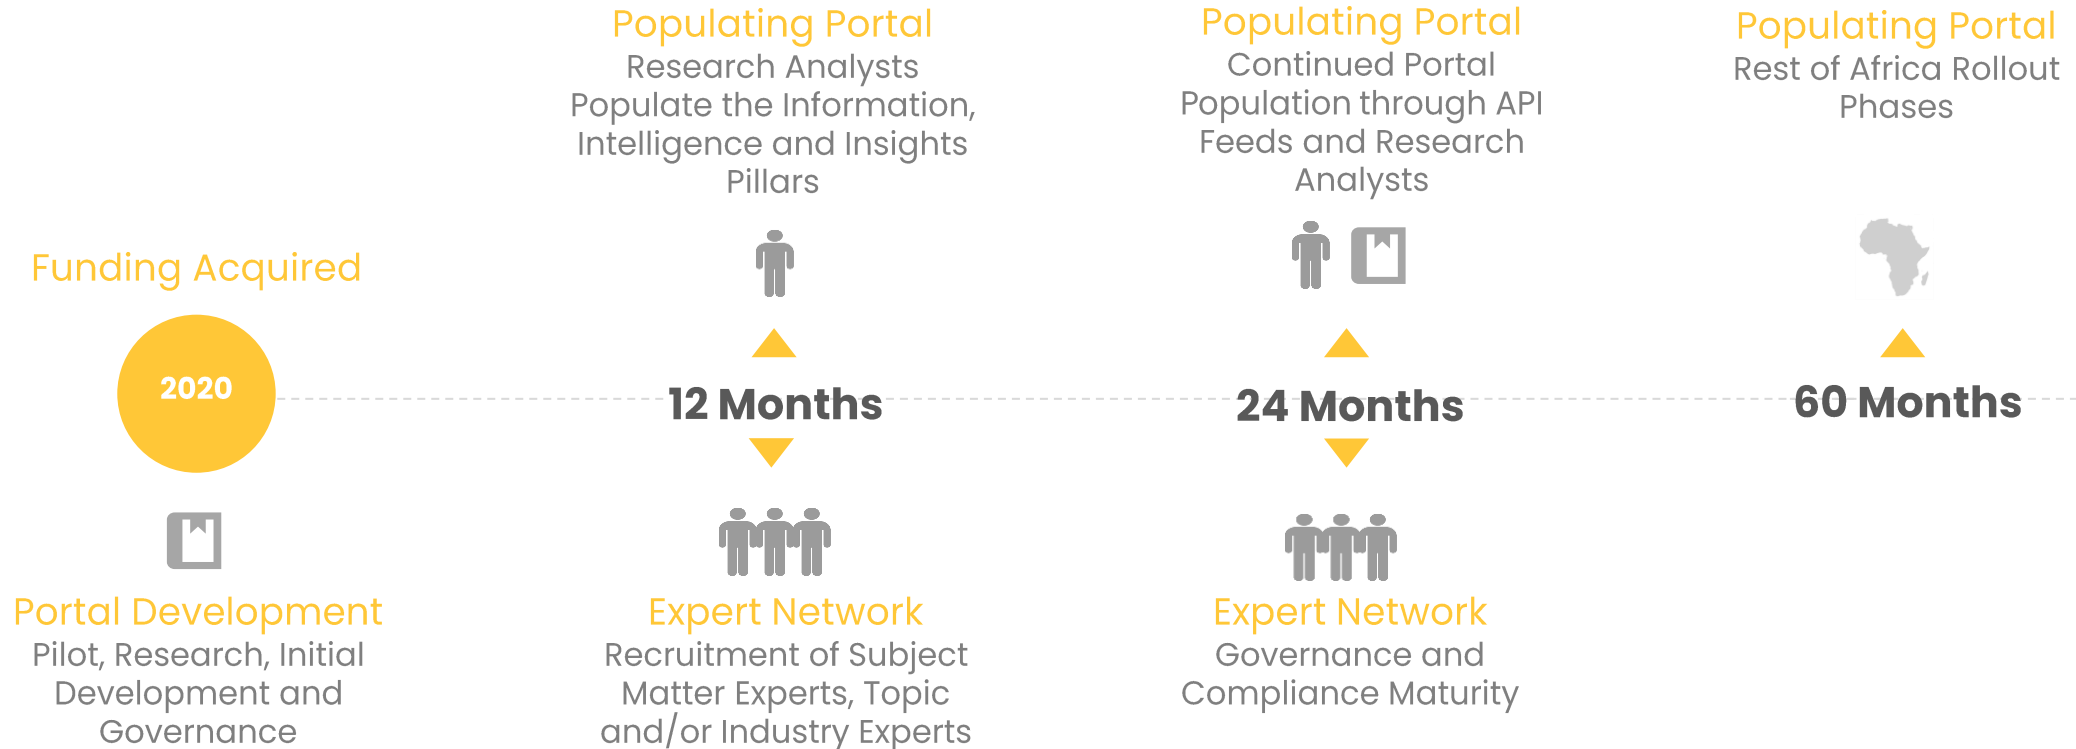 Funding Acquired
2020
Portal Development
Pilot, Research, Initial
Development and
Governance
Populating Portal
Research Analysts
Populate the Information,
Intelligence and Insights
Pillars
12 Months
Expert Network
Recruitment of Subject
Matter Experts, Topic
and/or Industry Experts
Populating Portal
Continued Portal
Population through API
Feeds and Research
Analysts
24 Months
Expert Network
Governance and
Compliance Maturity
Populating Portal
Rest of Africa Rollout
Phases
60 Months